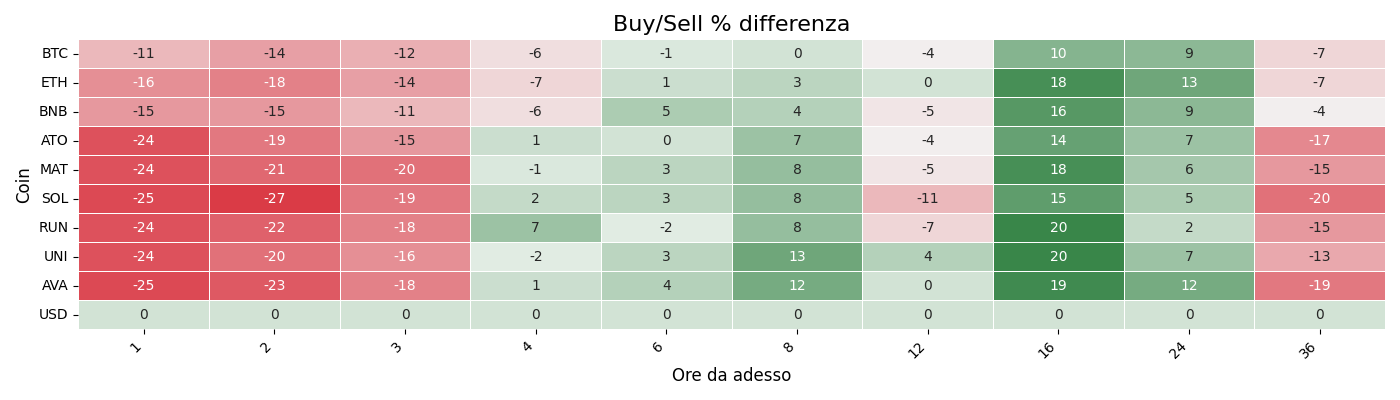 Buy/Sell % differenza
Coin
BTC -11 -14 -12 -6 -1 0 -4 10 9 -7
ETH -16 -18 -14 -7 1 3 0 18 13 -7
BNB -15 -15 -11 -6 5 4 -5 16 9 -4
ATO -24 -19 -15 1 0 7 -4 14 7 -17
MAT -24 -21 -20 -1 3 8 -5 18 6 -15
SOL -25 -27 -19 2 3 8 -11 15 5 -20
RUN -24 -22 -18 7 -2 8 -7 20 2 -15
UNI -24 -20 -16 -2 3 13 4 20 7 -13
AVA -25 -23 -18 1 4 12 0 19 12 -19
USD 0 0 0 0 0 0 0 0 0 0
1 2 3 4 6 8 12 16 24 36
Ore da adesso